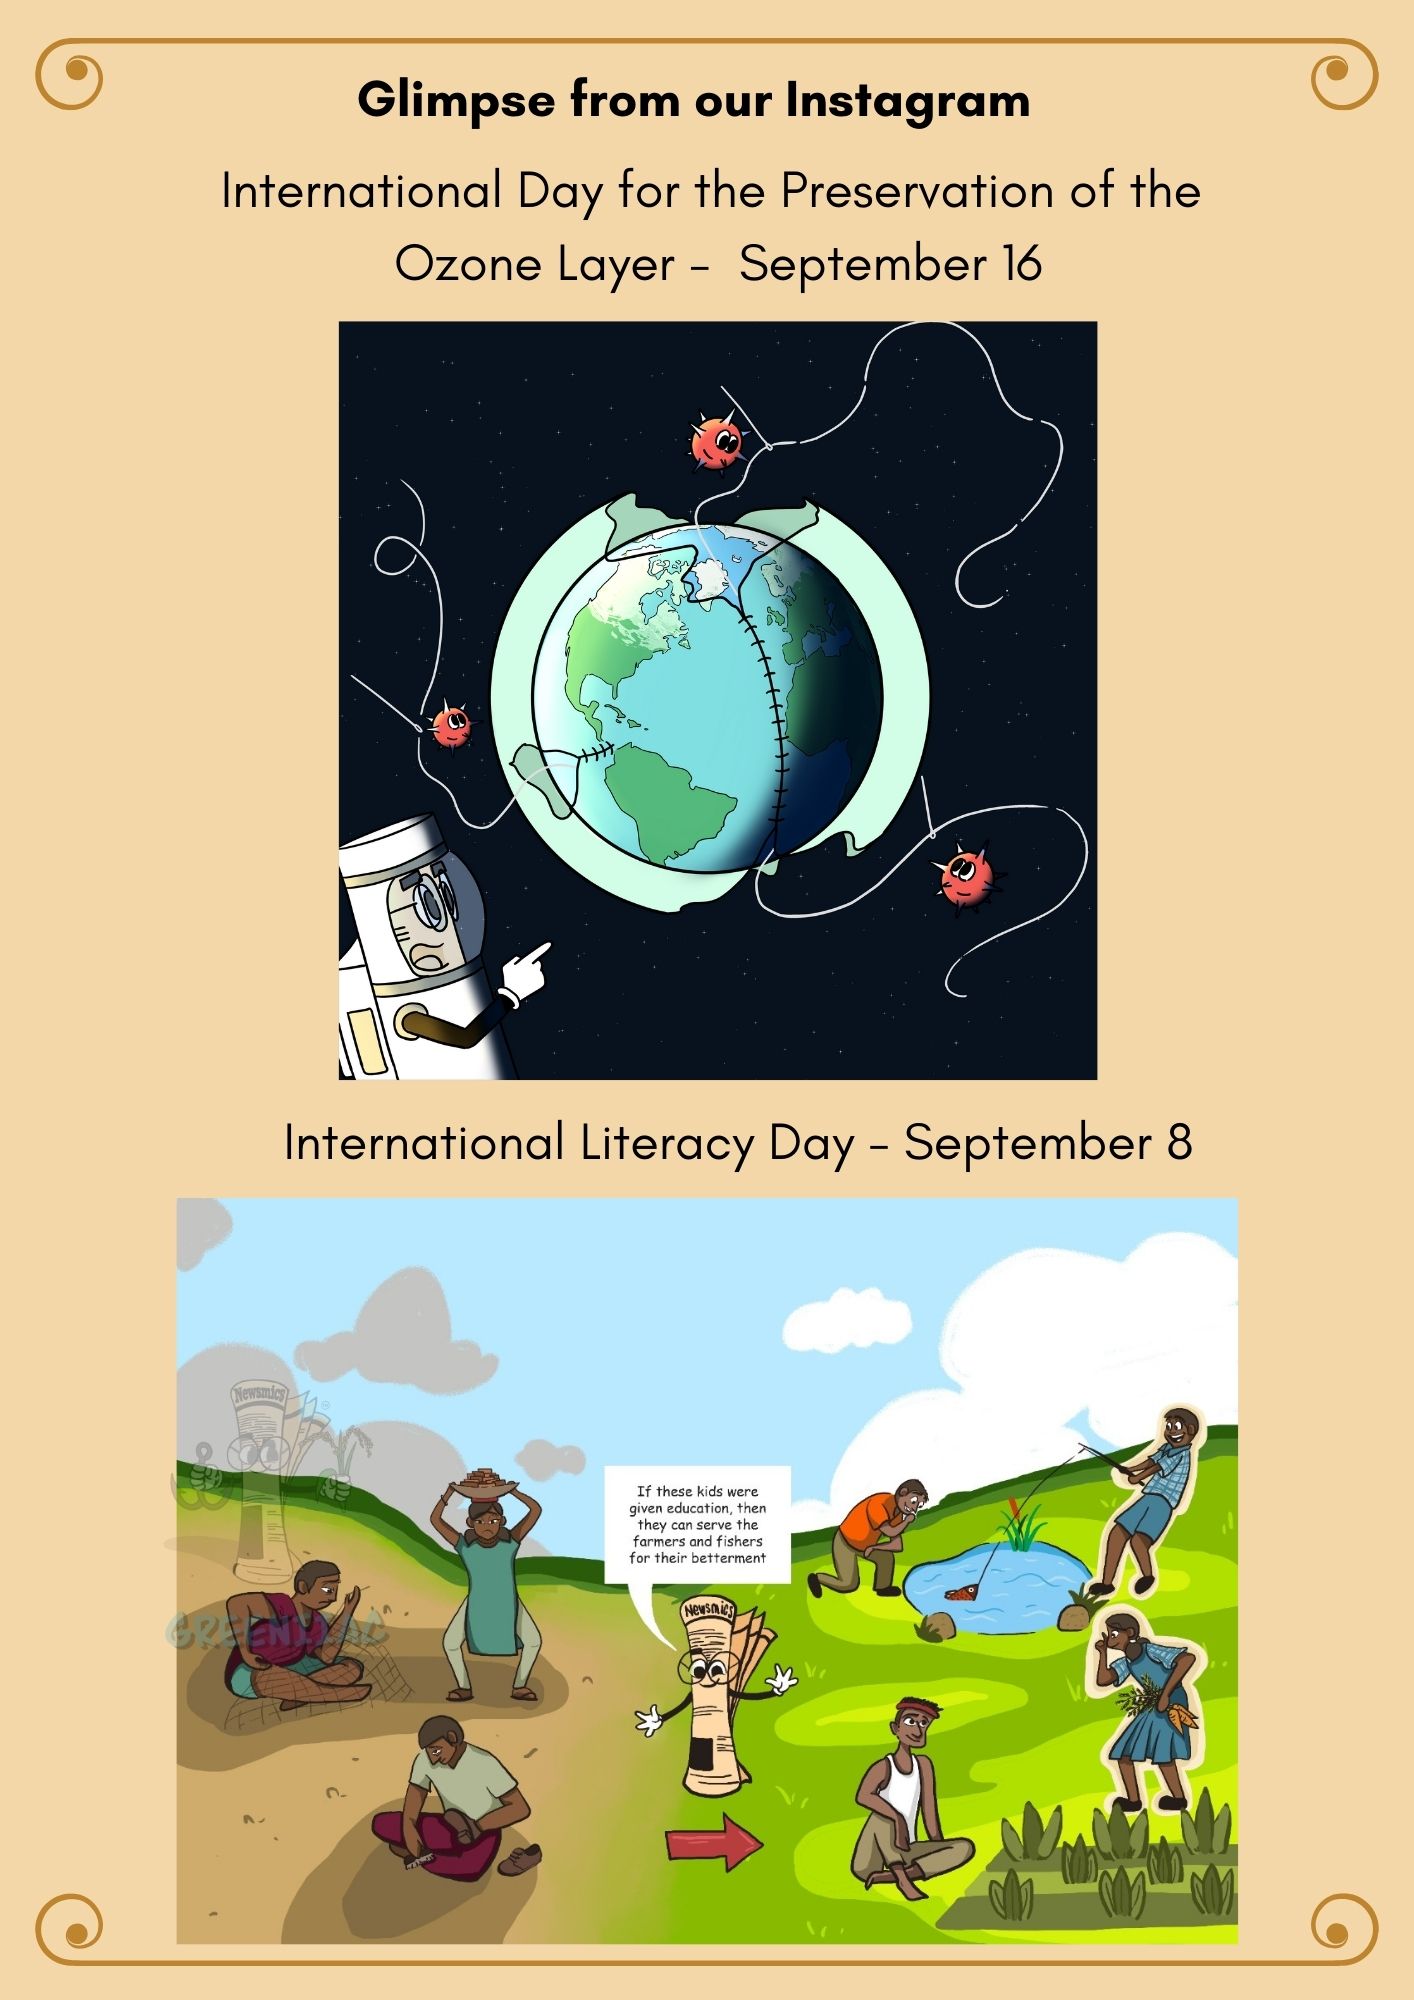 Glimpse from our Instagram
International Day for the Preservation of the
Ozone Layer - September 16
International Literacy Day - September 8
Newsmics
If these kids were
given education, then
they can serve the
farmers and fishers
for their betterment
GREENITAC
Newsmics